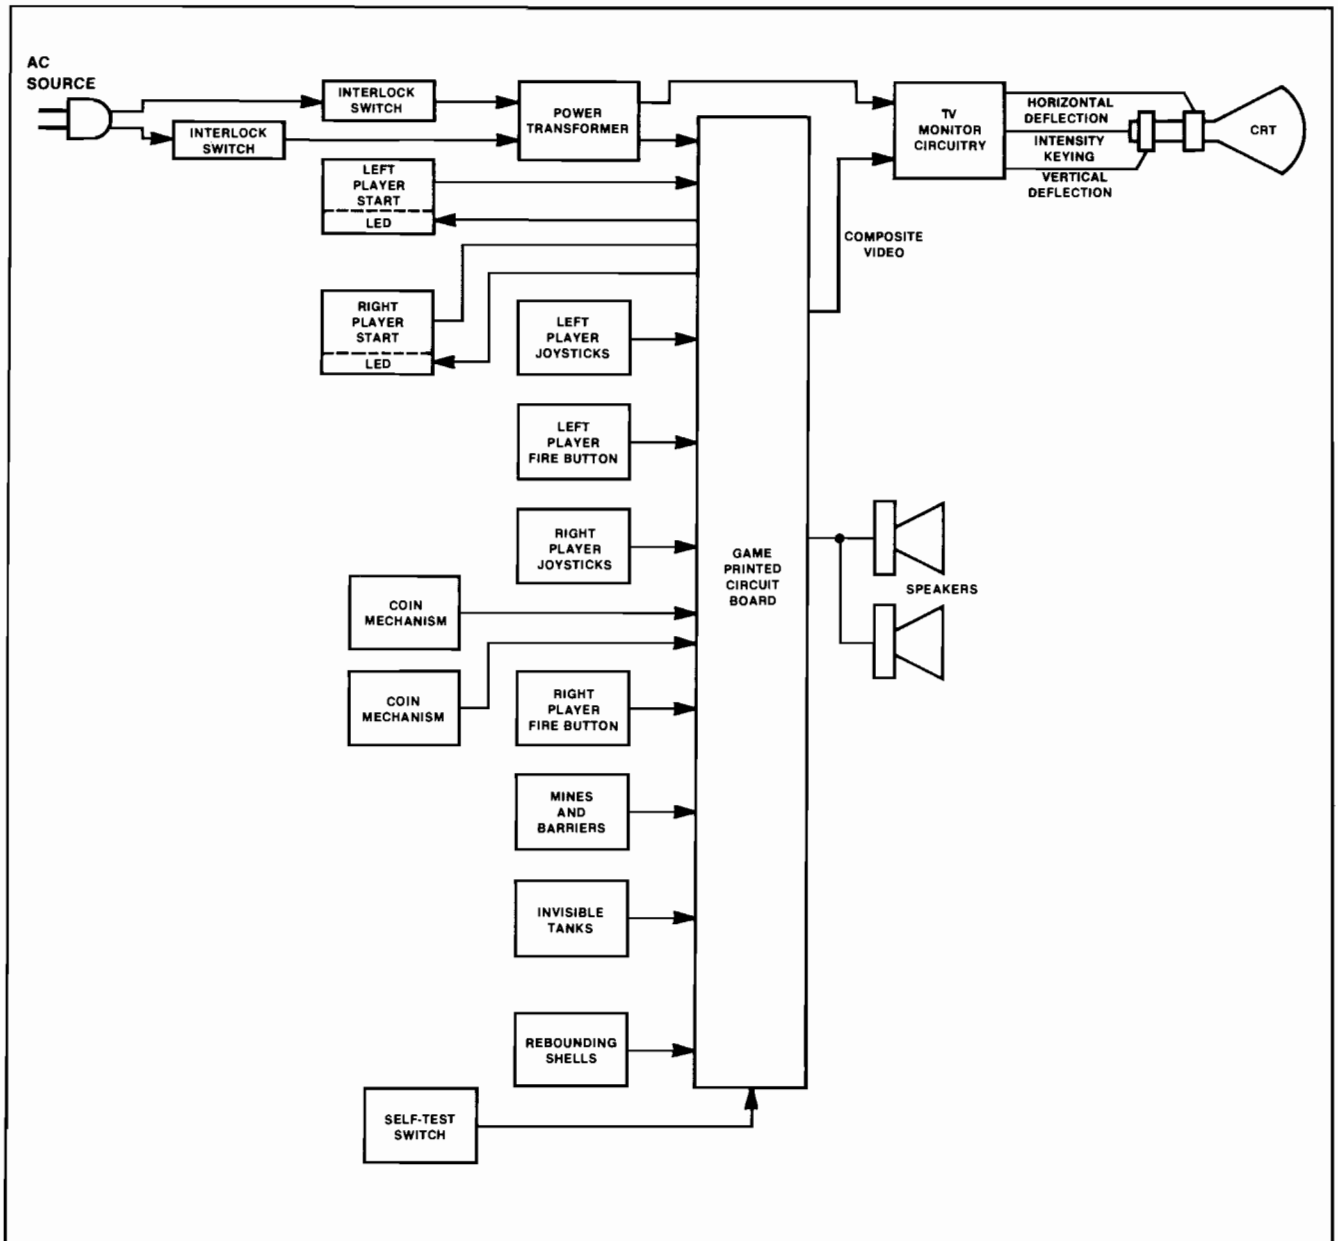 AC
SOURCE
INTERLOCK
SWITCH
INTERLOCK
SWITCH
POWER
TRANSFORMER
TV
MONITOR
CIRCUITRY
HORIZONTAL
DEFLECTION
INTENSITY
KEYING
VERTICAL
DEFLECTION
CRT
LEFT
PLAYER
START
LED
COMPOSITE
VIDEO
RIGHT
PLAYER
START
LED
LEFT
PLAYER
JOYSTICKS
LEFT
PLAYER
FIRE BUTTON
RIGHT
PLAYER
JOYSTICKS
GAME
PRINTED
CIRCUIT
BOARD
SPEAKERS
COIN
MECHANISM
COIN
MECHANISM
RIGHT
PLAYER
FIRE BUTTON
MINES
AND
BARRIERS
INVISIBLE
TANKS
REBOUNDING
SHELLS
SELF-TEST
SWITCH